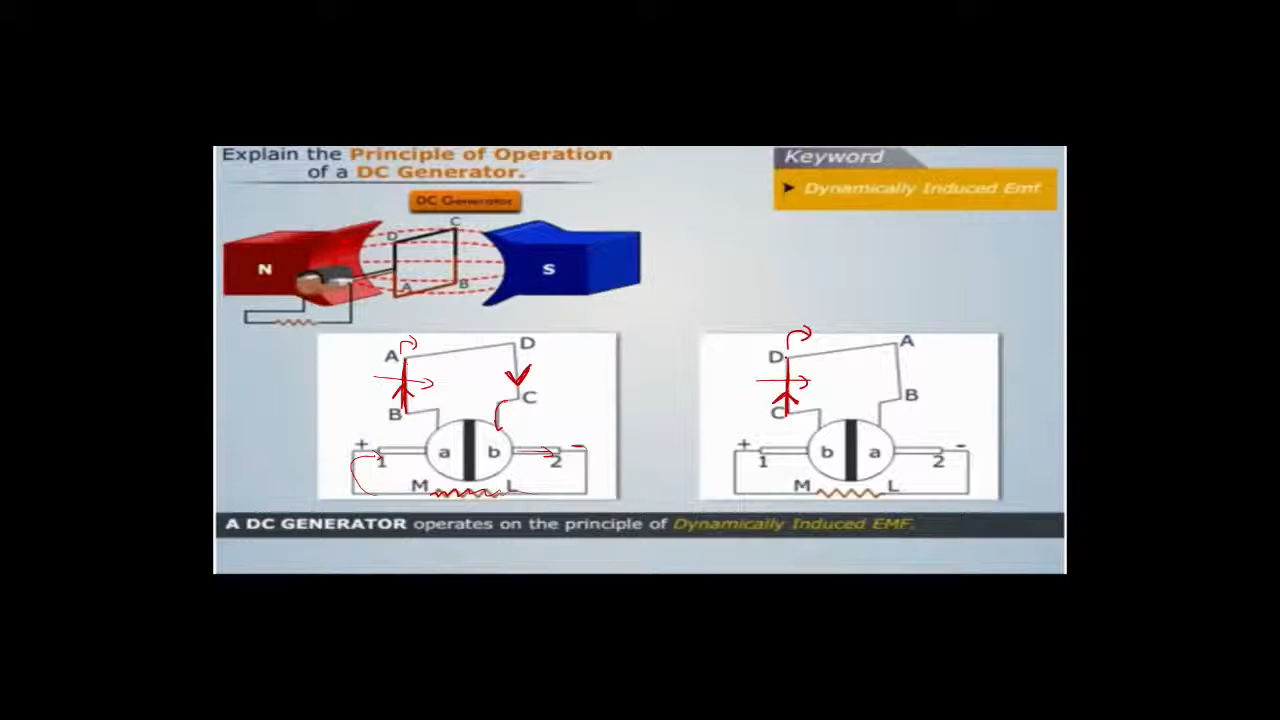 Explain the Principle of Operation
of a DC Generator.
Keyword
➤ Dynamically Induced Emf
DC Generator
N
S
D
C
A
B
A
D
B
C
+
-
1
a
b
2
M
L
D
A
C
B
+
-
1
b
a
2
M
L
A DC GENERATOR operates on the principle of Dynamically Induced EMF.